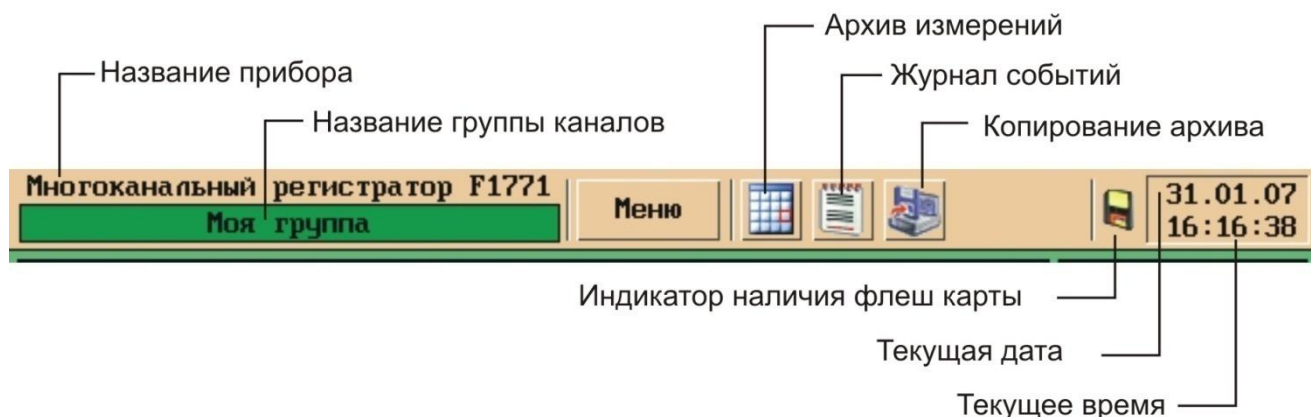 Архив измерений
Название прибора
Журнал событий
Название группы каналов
Копирование архива
Многоканальный регистратор F1771
Моя группа
Меню
31.01.07
16:16:38
Индикатор наличия флеш карты
Текущая дата
Текущее время